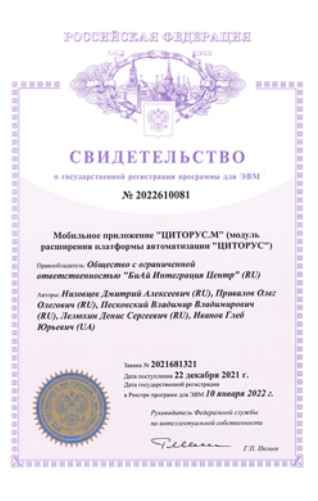 РОССИЙСКАЯ ФЕДЕРАЦИЯ
СВИДЕТЕЛЬСТВО
о государственной регистрации программы для ЭВМ
№ 2022610081
Мобильное приложение "ЦИТОРУС.М" (модуль
расширения платформы автоматизации "ЦИТОРУС")
Правообладатель: Общество с ограниченной
ответственностью "БиАй Интеграция Центр" (RU)
Авторы: Низовцев Дмитрий Алексеевич (RU), Привалов Олег
Олегович (RU), Песковский Владимир Владимирович
(RU), Лемюхин Денис Сергеевич (RU), Иванов Глеб
Юрьевич (UA)
Заявка № 2021681321
Дата поступления 22 декабря 2021 г.
Дата государственной регистрации
в Реестре программ для ЭВМ 10 января 2022 г.
Руководитель Федеральной службы
по интеллектуальной собственности
Г.П. Ивлиев